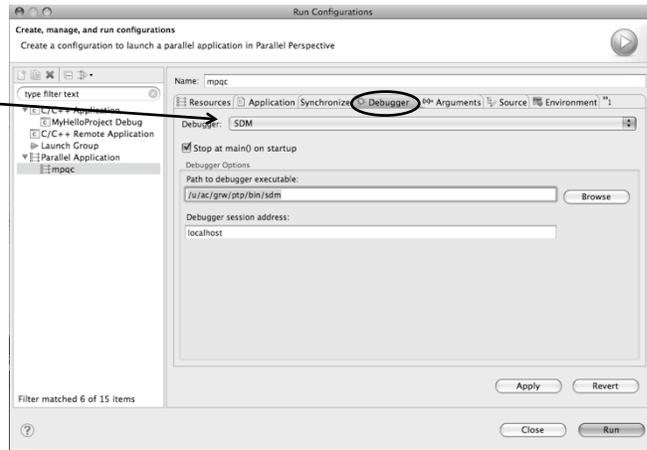 Run Configurations
Create, manage, and run configurations
Create a configuration to launch a parallel application in Parallel Perspective
type filter text
C/C++ Application
MyHelloProject Debug
C/C++ Remote Application
Launch Group
Parallel Application
mpqc
Filter matched 6 of 15 items
Name: mpqc
Resources Application Synchronize Debugger Arguments Source Environment "1
Debugger: SDM
Stop at main() on startup
Debugger Options
Path to debugger executable:
/u/ac/grw/ptp/bin/sdm Browse
Debugger session address:
localhost
Apply Revert
Close Run